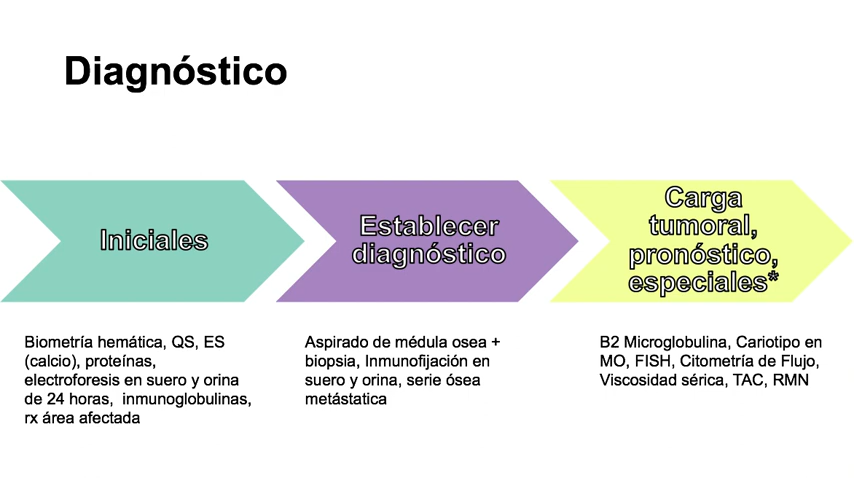 Diagnóstico
Iniciales
Establecer
diagnóstico
Carga
tumoral,
pronóstico,
especiales*
Biometría hemática, QS, ES
(calcio), proteínas,
electroforesis en suero y orina
de 24 horas, inmunoglobulinas,
rx área afectada
Aspirado de médula osea +
biopsia, Inmunofijación en
suero y orina, serie ósea
metástatica
B2 Microglobulina, Cariotipo en
MO, FISH, Citometría de Flujo,
Viscosidad sérica, TAC, RMN